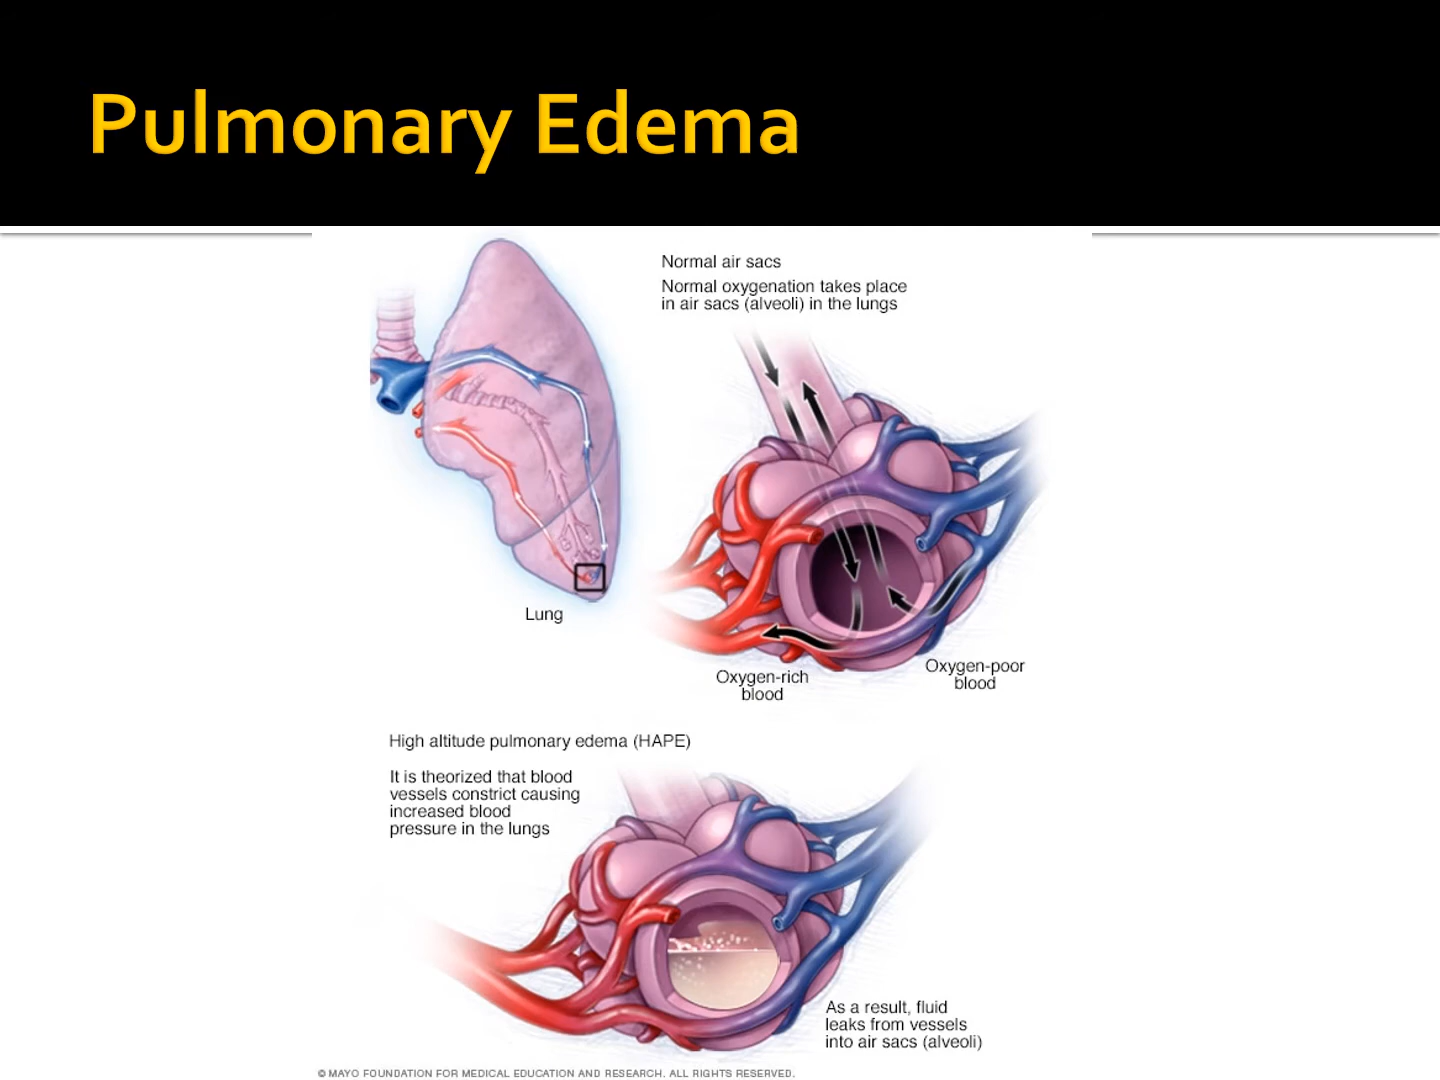 Pulmonary Edema
Normal air sacs
Normal oxygenation takes place
in air sacs (alveoli) in the lungs
Lung
Oxygen-rich
blood
Oxygen-poor
blood
High altitude pulmonary edema (HAPE)
It is theorized that blood
vessels constrict causing
increased blood
pressure in the lungs
As a result, fluid
leaks from vessels
into air sacs (alveoli)
© MAYO FOUNDATION FOR MEDICAL EDUCATION AND RESEARCH. ALL RIGHTS RESERVED.